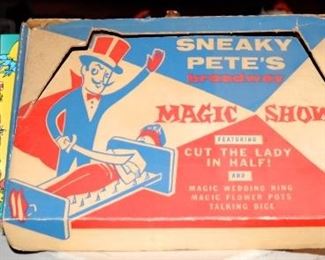 SNEAKY
PETE'S
broadway
MAGIC SHOW
FEATURING
CUT THE LADY
IN HALF!
AND
MAGIC WEDDING RING
MAGIC FLOWER POTS
TALKING DICE